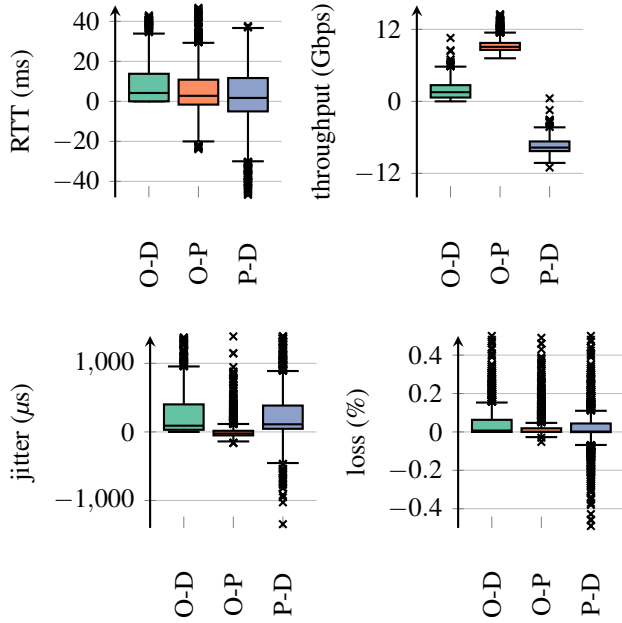 RTT (ms)
40
20
0
−20
−40
O-D
O-P
P-D
throughput (Gbps)
12
0
−12
O-D
O-P
P-D
jitter (μs)
1,000
0
−1,000
O-D
O-P
P-D
loss (%)
0.4
0.2
0
−0.2
−0.4
O-D
O-P
P-D